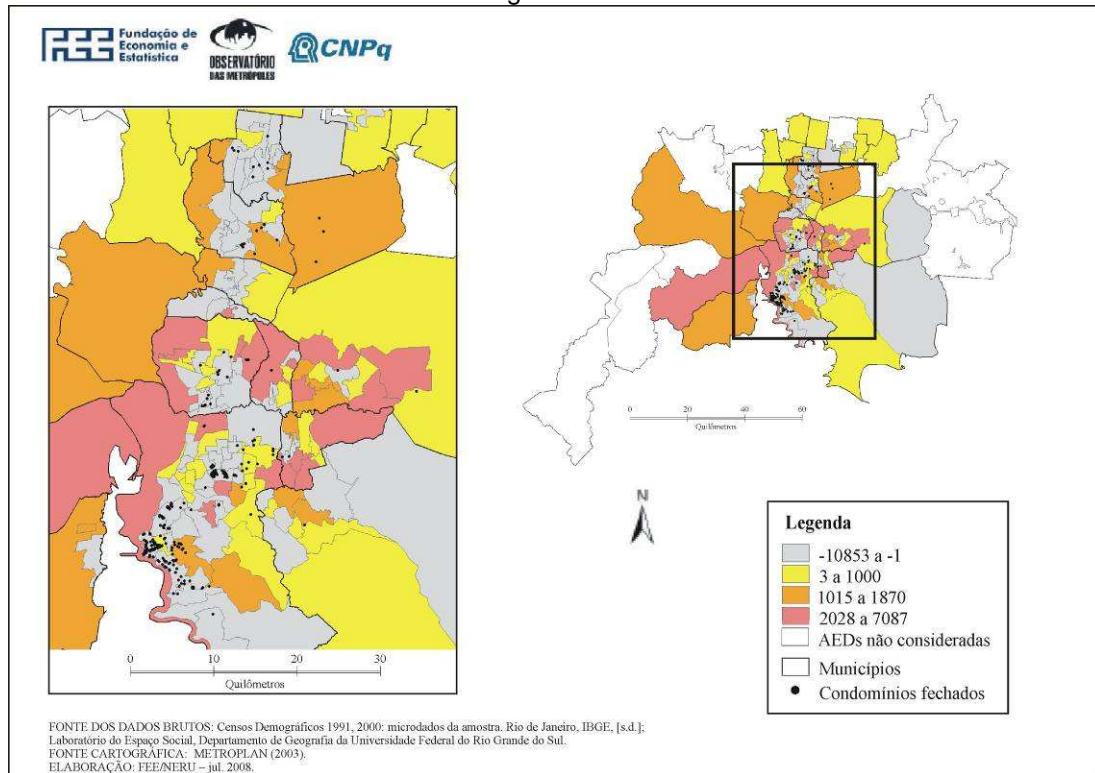 FEE Fundação de
Economia e
Estatística
OBSERVATÓRIO
DAS METRÓPOLES
CNPq
0 10 20 30
Quilômetros
0 20 40 60
Quilômetros
N
Legenda
-10853 a -1
3 a 1000
1015 a 1870
2028 a 7087
AEDs não consideradas
Municípios
Condomínios fechados
FONTE DOS DADOS BRUTOS: Censos Demográficos 1991, 2000: microdados da amostra. Rio de Janeiro, IBGE, [s.d.];
Laboratório do Espaço Social, Departamento de Geografia da Universidade Federal do Rio Grande do Sul.
FONTE CARTOGRÁFICA: METROPLAN (2003).
ELABORAÇÃO: FEE/NERU – jul. 2008.